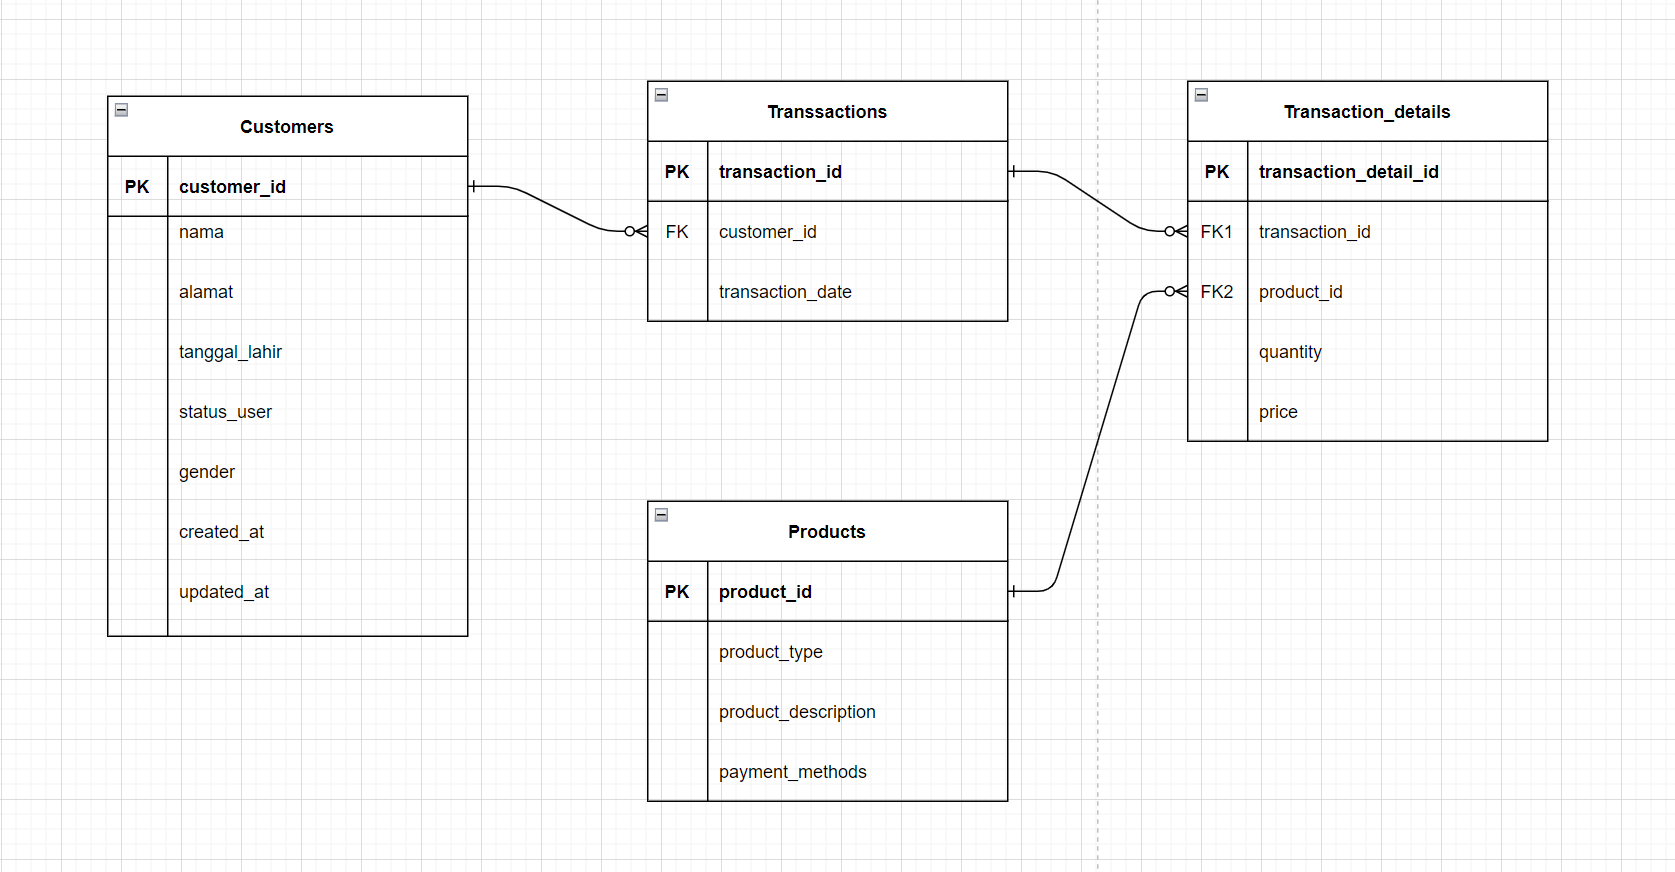 Customers
PK customer_id
nama
alamat
tanggal_lahir
status_user
gender
created_at
updated_at
Transsactions
PK transaction_id
FK customer_id
transaction_date
Transaction_details
PK transaction_detail_id
FK1 transaction_id
FK2 product_id
quantity
price
Products
PK product_id
product_type
product_description
payment_methods